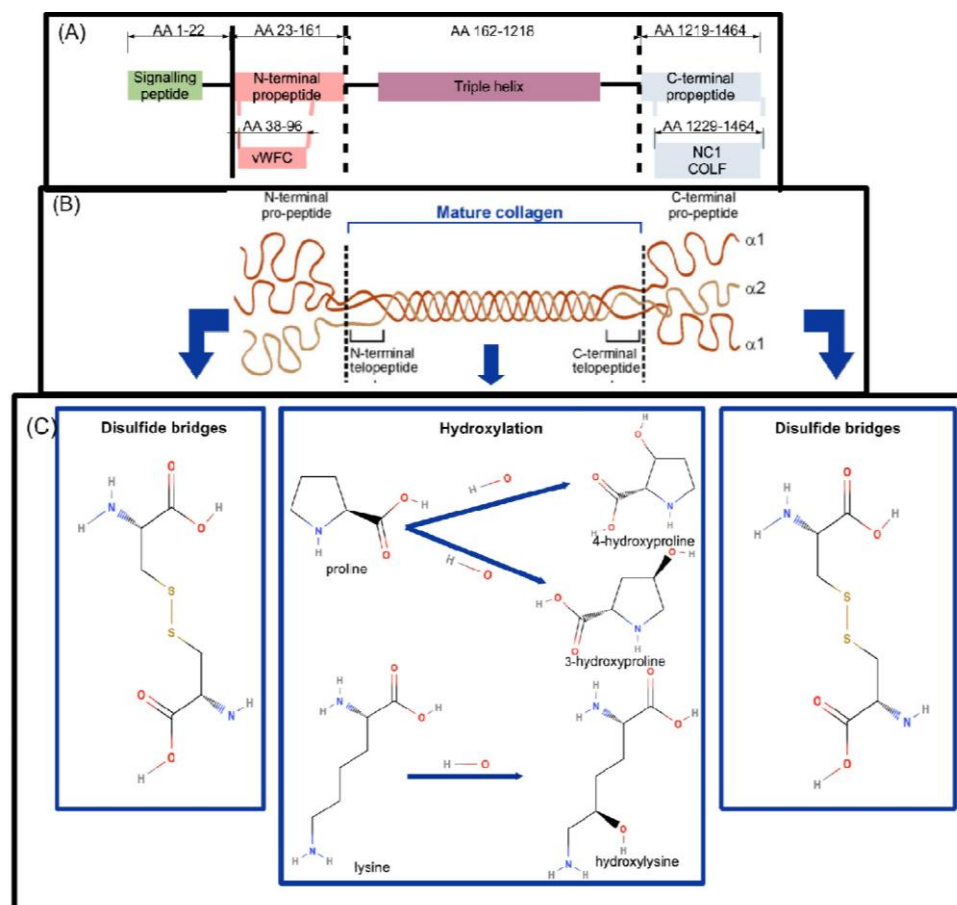 (A)
AA 1-22
AA 23-161
AA 162-1218
AA 1219-1464
Signalling
peptide
N-terminal
propeptide
Triple helix
C-terminal
propeptide
AA 38-96
vWFC
AA 1229-1464
NC1
COLF
(B)
N-terminal
pro-peptide
Mature collagen
C-terminal
pro-peptide
α1
α2
α1
N-terminal
telopeptide
C-terminal
telopeptide
(C)
Disulfide bridges
H
N
H
O
O
H
S
S
O
O
H
N
H
Hydroxylation
proline
N
H
O
H
O
H
O
H
O
H
O
O
O
H
N
H
4-hydroxyproline
H
O
H
O
O
N
H
3-hydroxyproline
H
N
H
O
O
H
N
H
H
lysine
H
O
H
N
H
O
O
H
O
H
N
H
H
hydroxylysine
Disulfide bridges
H
N
H
O
O
H
S
S
O
O
H
N
H